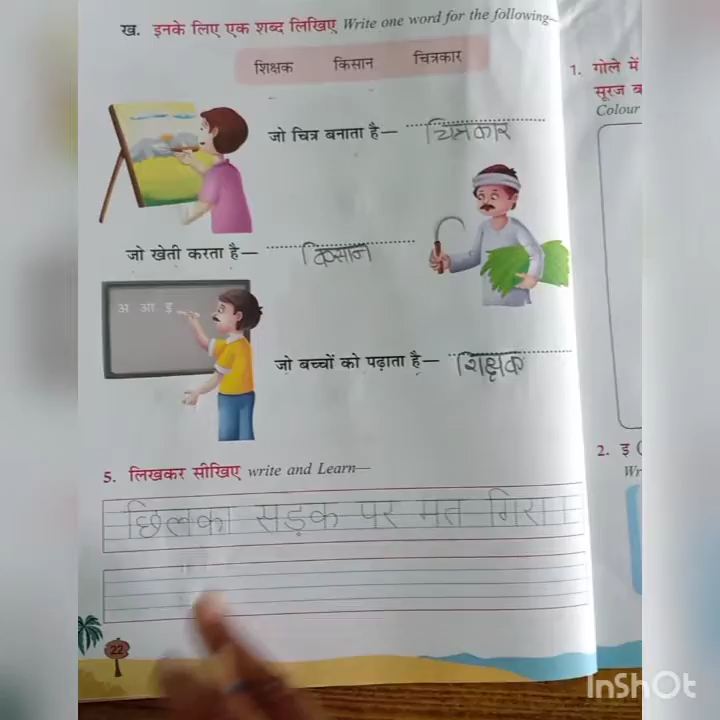 ख. इनके लिए एक शब्द लिखिए Write one word for the following—
शिक्षक किसान चित्रकार
जो चित्र बनाता है— चित्रकार
जो खेती करता है— किसान
अ आ इ
जो बच्चों को पढ़ाता है— शिक्षक
5. लिखकर सीखिए write and Learn—
छिलका सड़क पर मत गिरा।
22
1. गोले में
सूरज
Colour
2. इ
Wr
InShOt